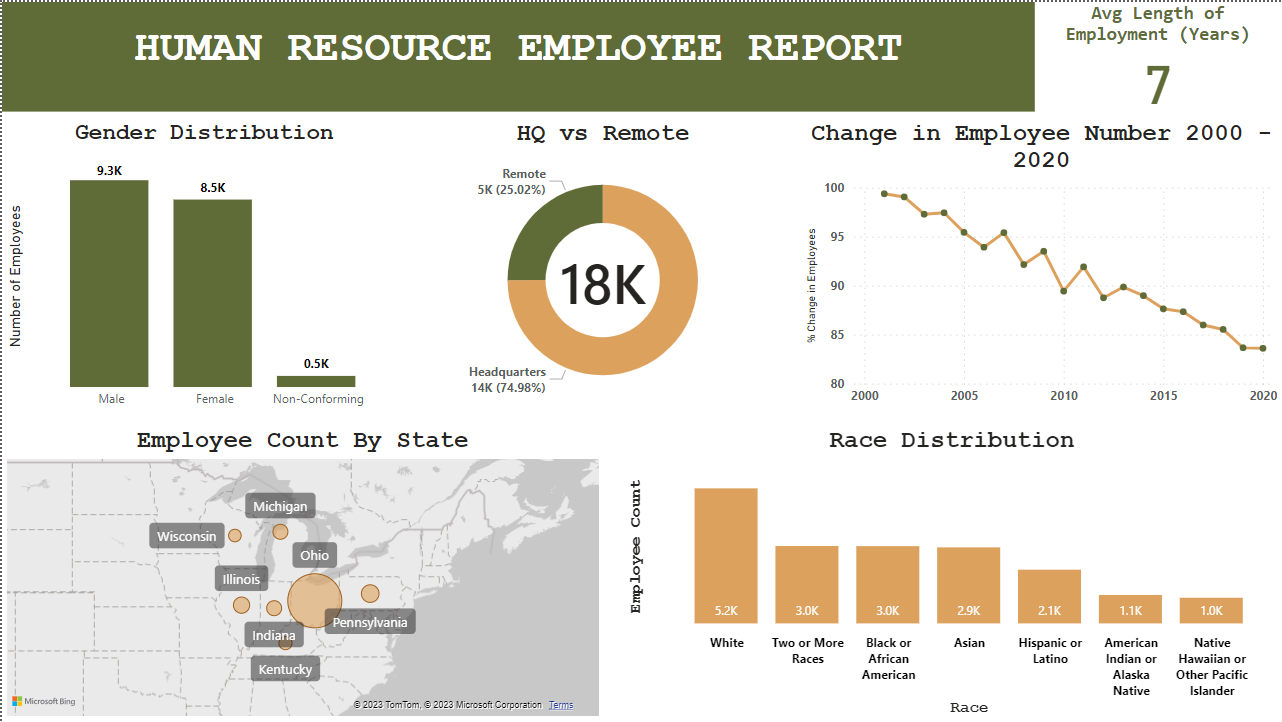 HUMAN RESOURCE EMPLOYEE REPORT
Avg Length of
Employment (Years)
7
Gender Distribution
Number of Employees
9.3K
8.5K
0.5K
Male
Female
Non-Conforming
HQ vs Remote
Remote
5K (25.02%)
18K
Headquarters
14K (74.98%)
Change in Employee Number 2000 -
2020
% Change in Employees
100
95
90
85
80
2000
2005
2010
2015
2020
Employee Count By State
Michigan
Wisconsin
Ohio
Illinois
Pennsylvania
Indiana
Kentucky
Microsoft Bing
© 2023 TomTom, © 2023 Microsoft Corporation Terms
Race Distribution
Employee Count
5.2K
3.0K
3.0K
2.9K
2.1K
1.1K
1.0K
White
Two or More
Races
Black or
African
American
Asian
Hispanic or
Latino
American
Indian or
Alaska
Native
Native
Hawaiian or
Other Pacific
Islander
Race